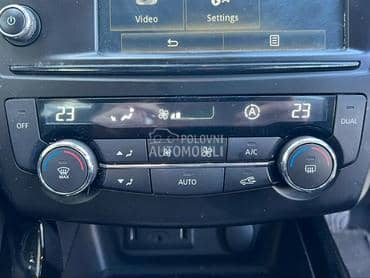 Video
Settings
23
A
23
OFF
DUAL
POLOVNI
AUTOMOBILI
A/C
MAX
AUTO